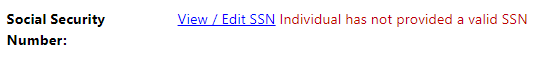 Social Security View / Edit SSN Individual has not provided a valid SSN
Number: